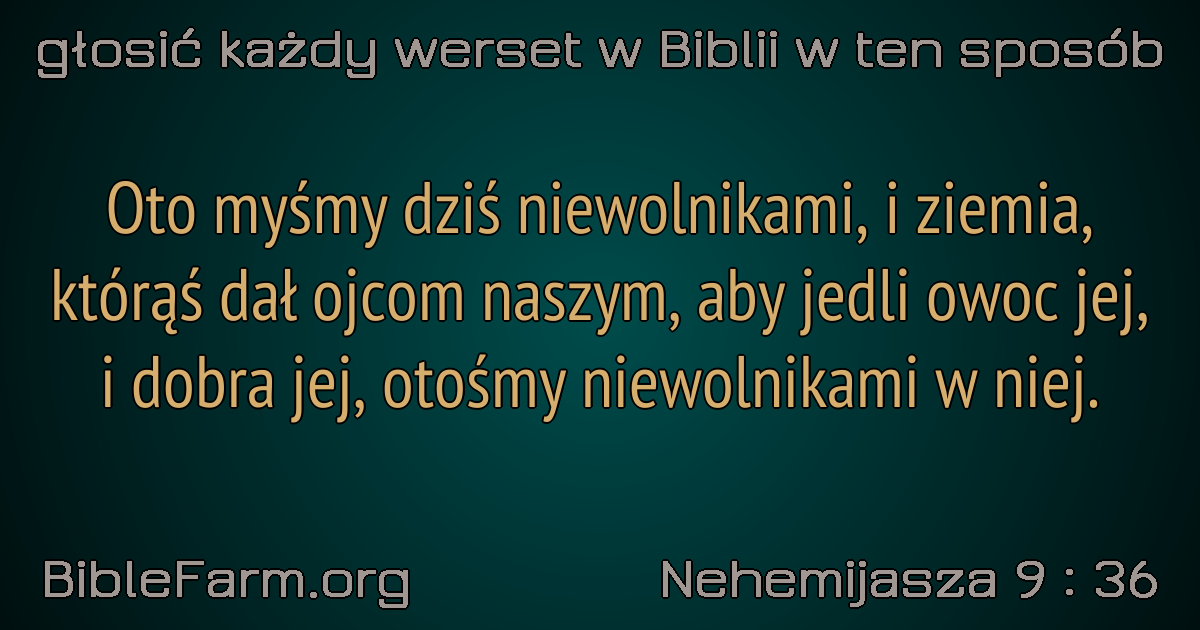 głosić każdy werset w Biblii w ten sposób
Oto myśmy dziś niewolnikami, i ziemia,
którąś dał ojcom naszym, aby jedli owoc jej,
i dobra jej, otośmy niewolnikami w niej.
BibleFarm.org
Nehemijasza 9 : 36